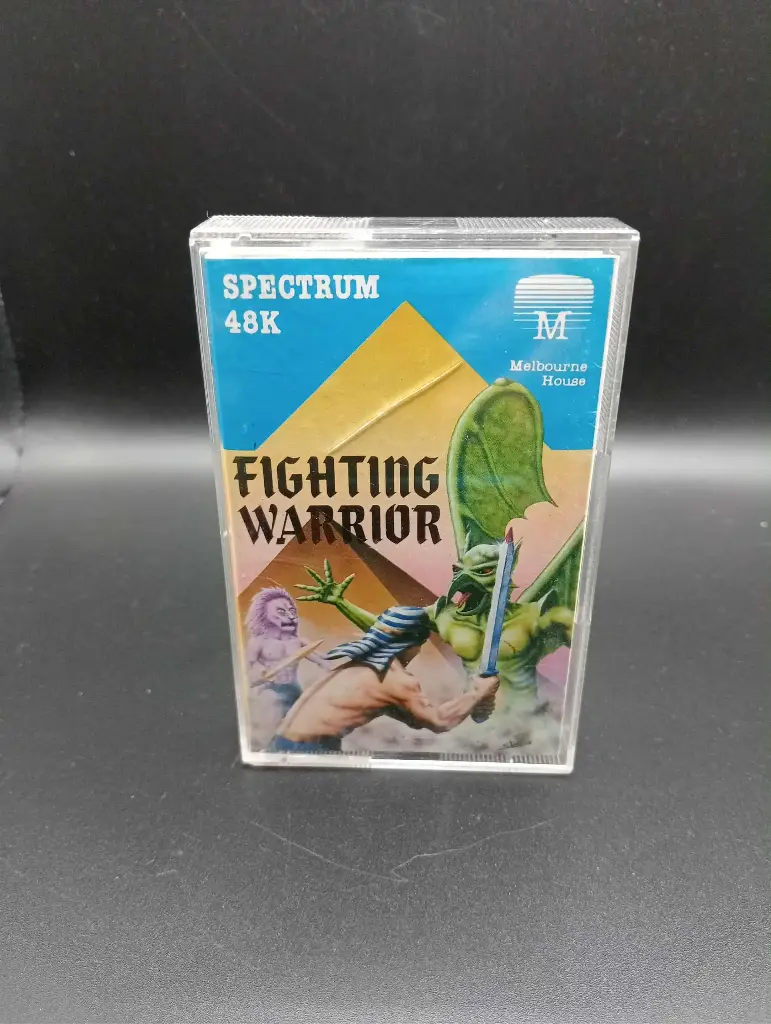 SPECTRUM
48K
M
Melbourne
House
FIGHTING
WARRIOR